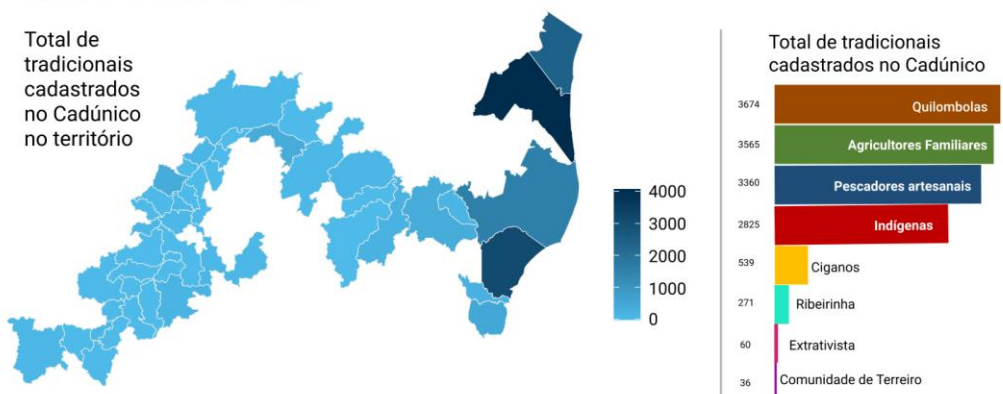 Total de
tradicionais
cadastrados
no Cadúnico
no território
4000
3000
2000
1000
0
Total de tradicionais
cadastrados no Cadúnico
3674 Quilombolas
3565 Agricultores Familiares
3360 Pescadores artesanais
2825 Indígenas
539 Ciganos
271 Ribeirinha
60 Extrativista
36 Comunidade de Terreiro